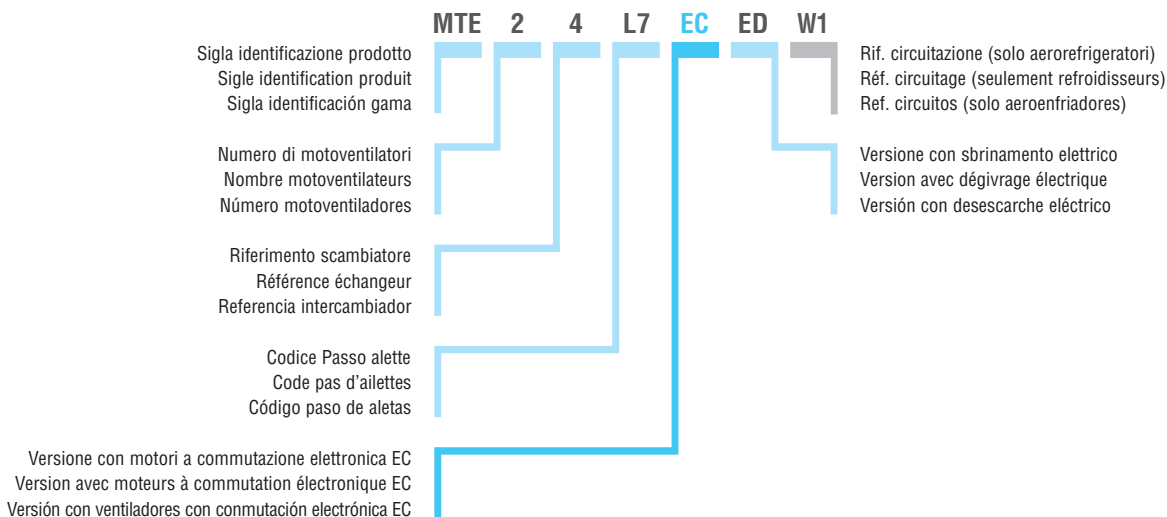 MTE 2 4 L7 EC ED W1
Sigla identificazione prodotto
Sigle identification produit
Sigla identificación gama
Rif. circuitazione (solo aerorefrigeratori)
Réf. circuitage (seulement refroidisseurs)
Ref. circuitos (solo aeroenfriadores)
Numero di motoventilatori
Nombre motoventilateurs
Número motoventiladores
Versione con sbrinamento elettrico
Version avec dégivrage électrique
Versión con desescarche eléctrico
Riferimento scambiatore
Référence échangeur
Referencia intercambiador
Codice Passo alette
Code pas d’ailettes
Código paso de aletas
Versione con motori a commutazione elettronica EC
Version avec moteurs à commutation électronique EC
Versión con ventiladores con conmutación electrónica EC